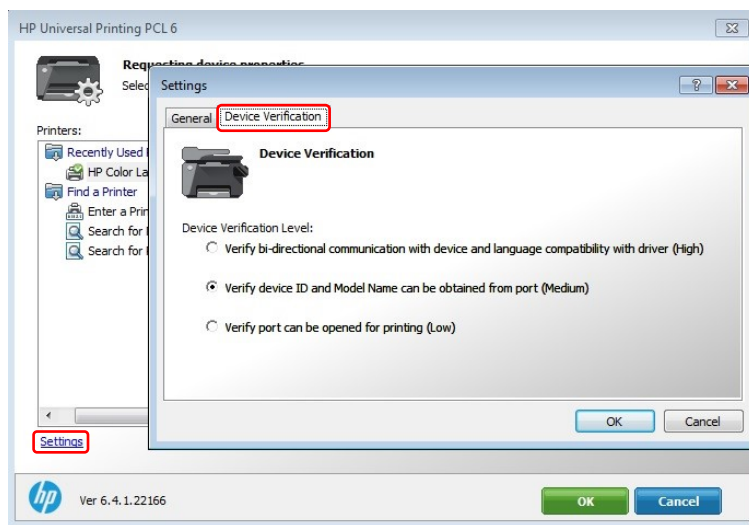 HP Universal Printing PCL 6
Requesting device properties
Selec
Settings
General
Device Verification
Printers:
Recently Used
HP Color La
Find a Printer
Enter a Prin
Search for
Search for
Device Verification
Device Verification Level:
Verify bi-directional communication with device and language compatibility with driver (High)
Verify device ID and Model Name can be obtained from port (Medium)
Verify port can be opened for printing (Low)
OK
Cancel
Settings
hp
Ver 6.4.1.22166
OK
Cancel